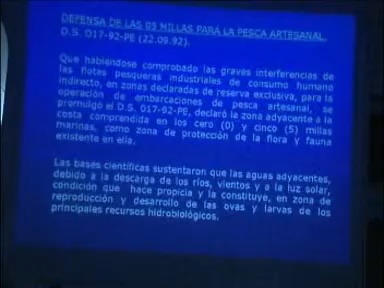 DEFENSA DE LAS 05 MILLAS PARA LA PESCA ARTESANAL.
D.S. 017-92-PE (22.09.92).
Que habiéndose comprobado las graves interferencias de
las flotas pesqueras industriales de consumo humano
indirecto, en zonas declaradas de reserva exclusiva, para la
operación de embarcaciones de pesca artesanal, se
promulgó el D.S. 017-92-PE, declaró la zona adyacente a la
costa comprendida en los cero (0) y cinco (5) millas
marinas, como zona de protección de la flora y fauna
existente en ella.
Las bases científicas sustentaron que las aguas adyacentes,
debido a la descarga de los ríos, vientos y a la luz solar,
condición que hace propicia y la constituye, en zona de
reproducción y desarrollo de las ovas y larvas de los
principales recursos hidrobiológicos.